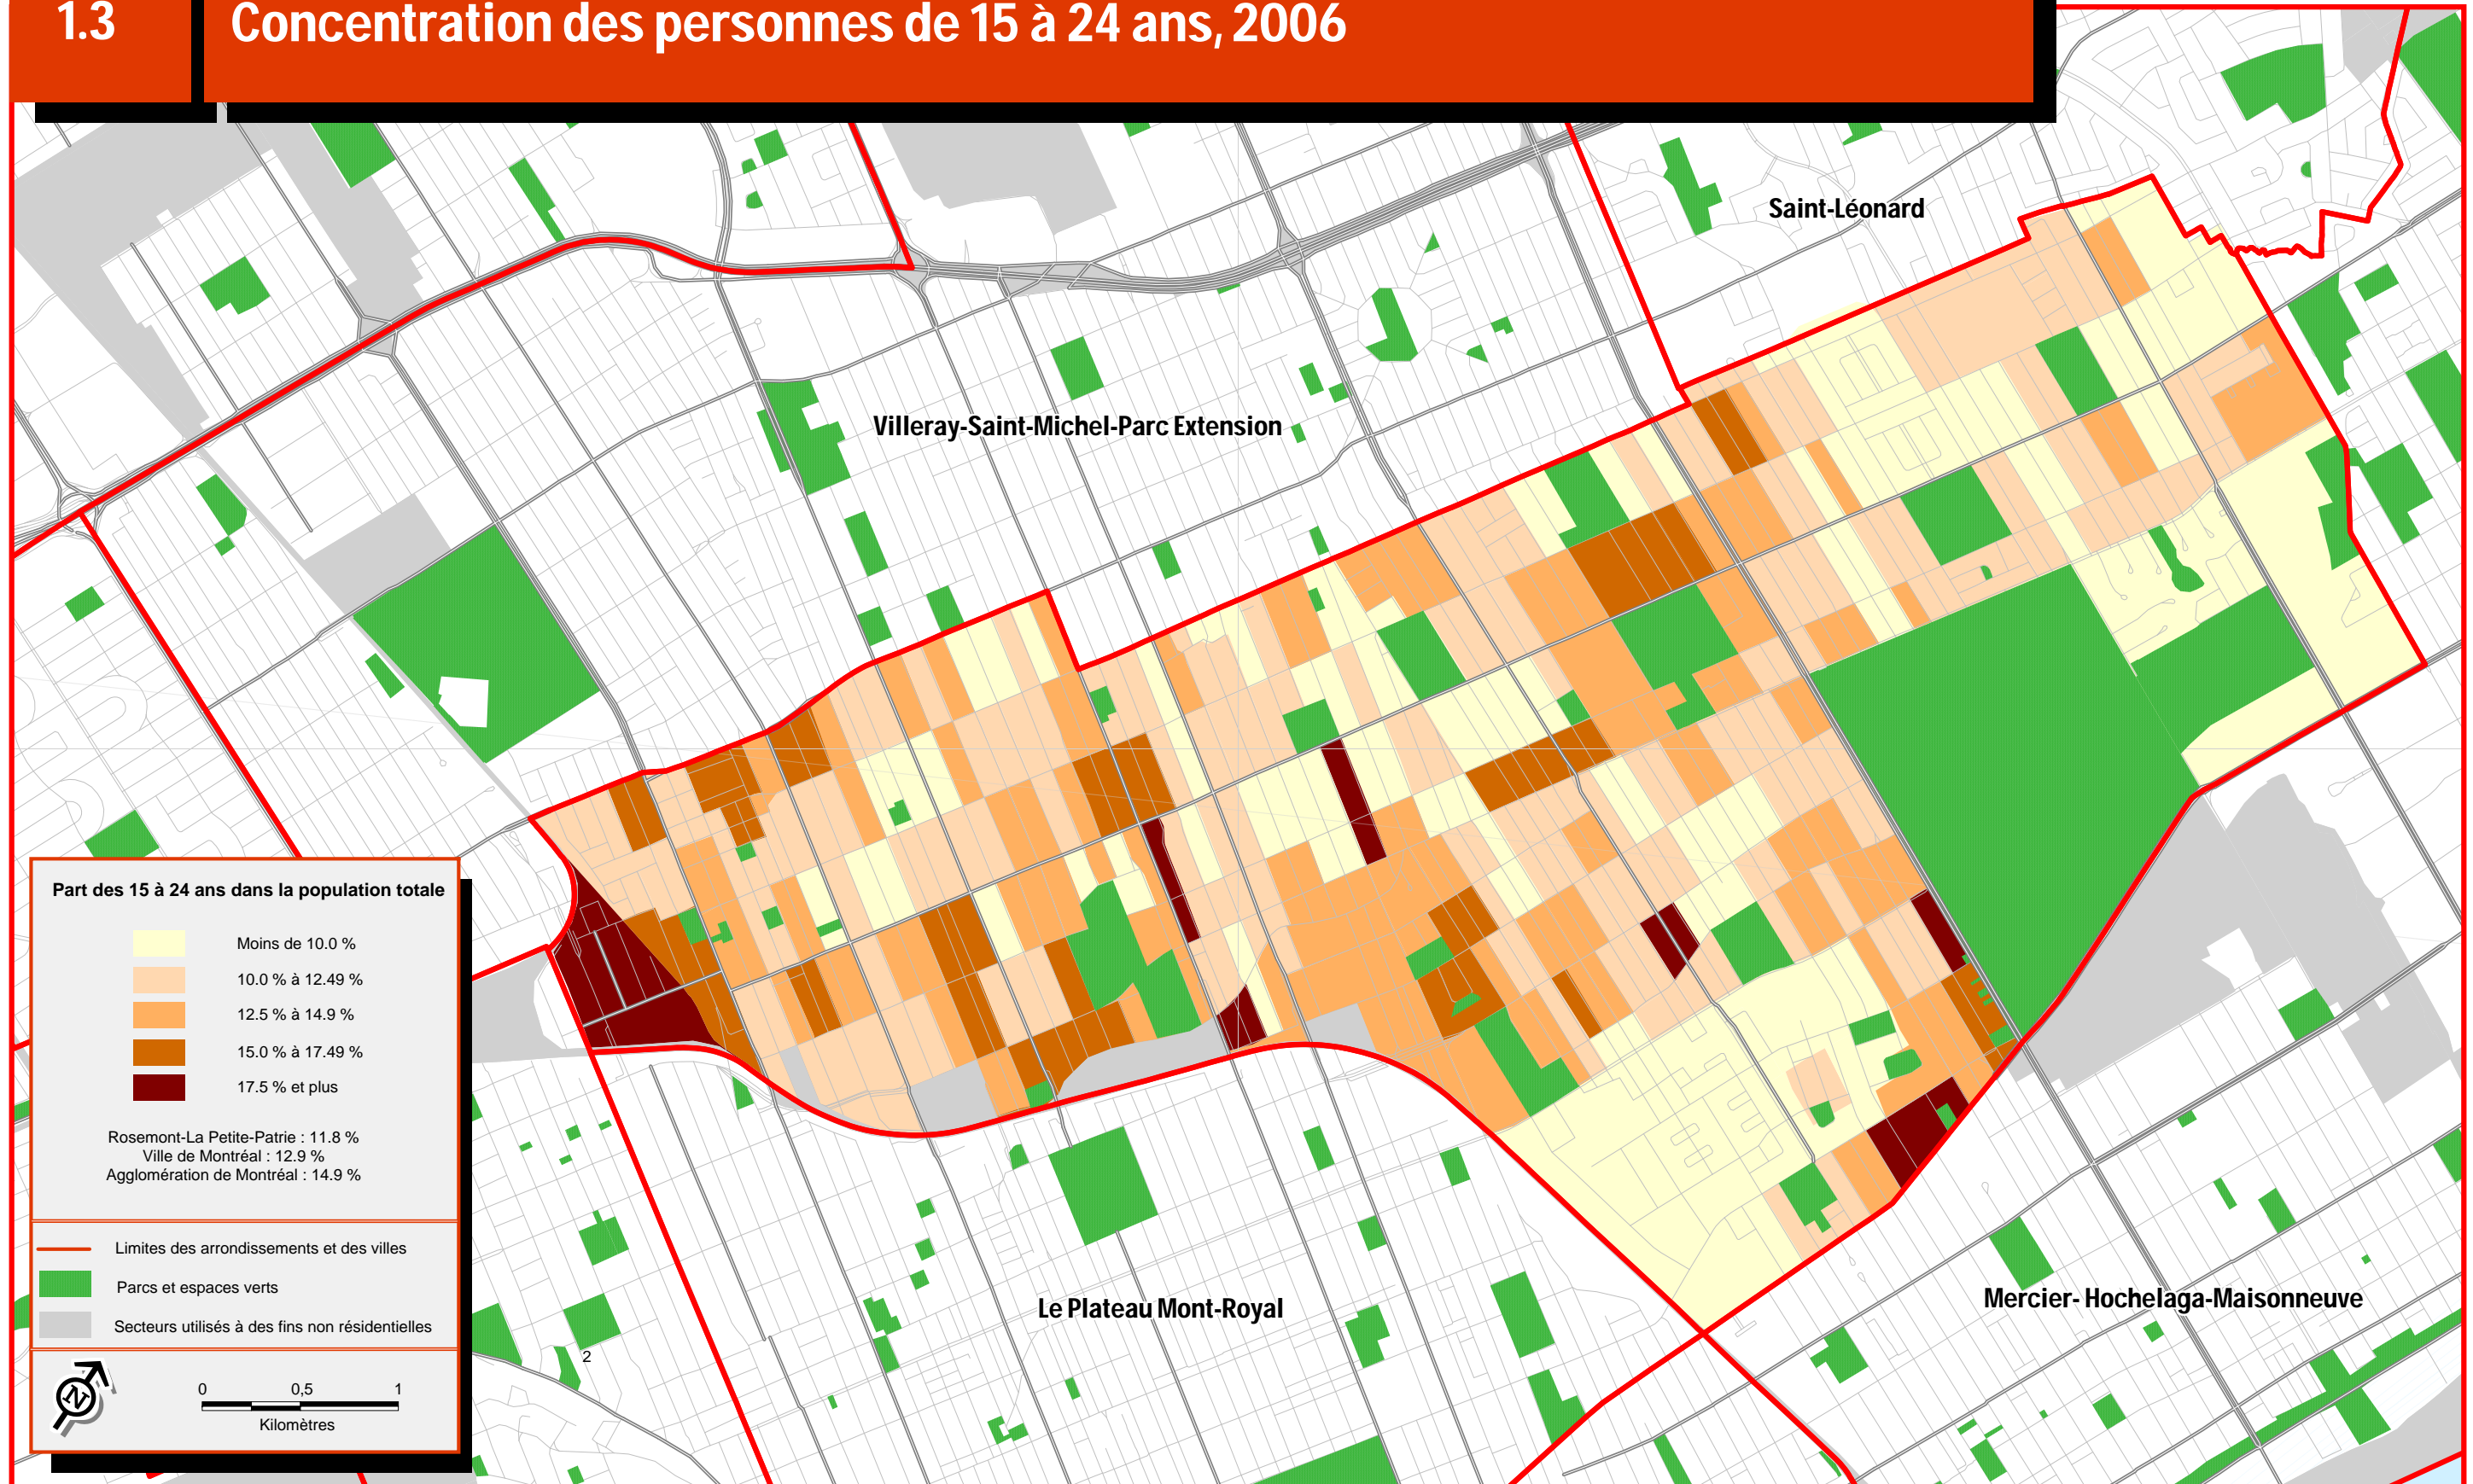 1.3 Concentration des personnes de 15 à 24 ans, 2006
Saint-Léonard
Villeray-Saint-Michel-Parc Extension
Part des 15 à 24 ans dans la population totale
Moins de 10.0 %
10.0 % à 12.49 %
12.5 % à 14.9 %
15.0 % à 17.49 %
17.5 % et plus
Rosemont-La Petite-Patrie : 11.8 %
Ville de Montréal : 12.9 %
Agglomération de Montréal : 14.9 %
Limites des arrondissements et des villes
Parcs et espaces verts
Secteurs utilisés à des fins non résidentielles
N
0 0,5 1
Kilomètres
2
Le Plateau Mont-Royal
Mercier- Hochelaga-Maisonneuve